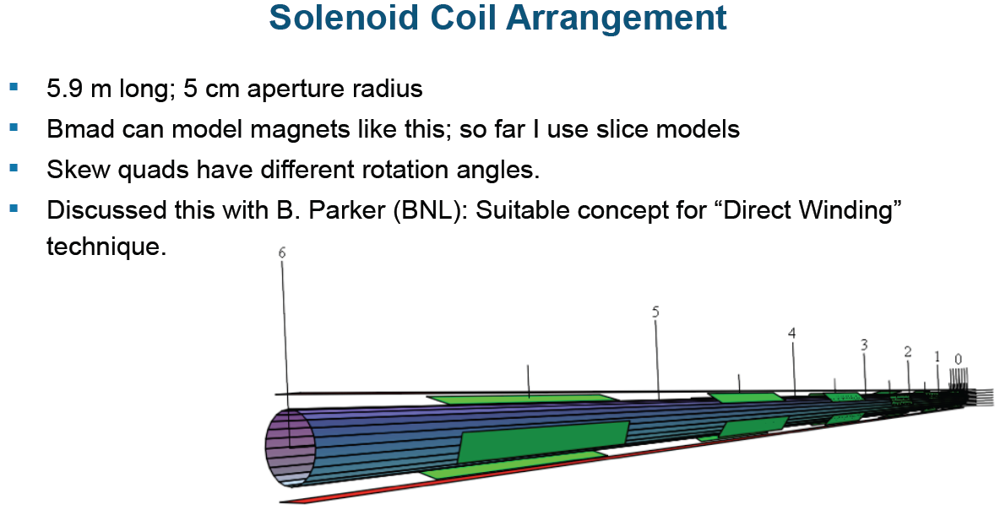 Solenoid Coil Arrangement
▪ 5.9 m long; 5 cm aperture radius
▪ Bmad can model magnets like this; so far I use slice models
▪ Skew quads have different rotation angles.
▪ Discussed this with B. Parker (BNL): Suitable concept for “Direct Winding”
technique.
6
5
4
3
2
1
0